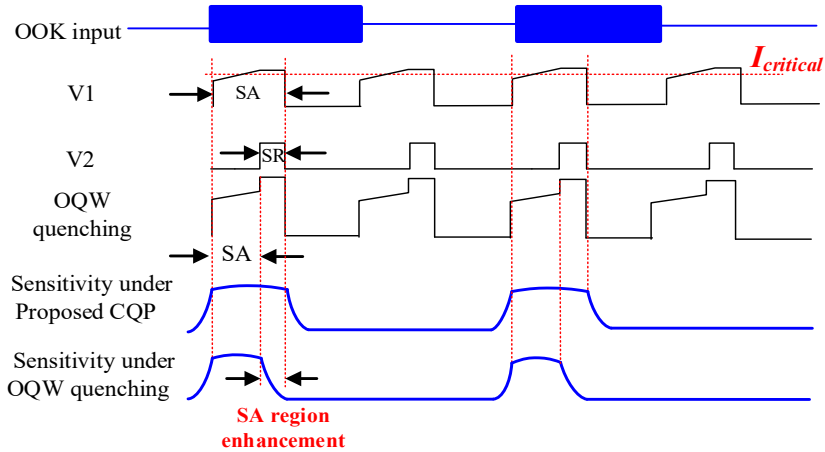 OOK input
I_critical
V1
SA
V2
SR
OQW
quenching
SA
Sensitivity under
Proposed CQP
Sensitivity under
OQW quenching
SA region
enhancement